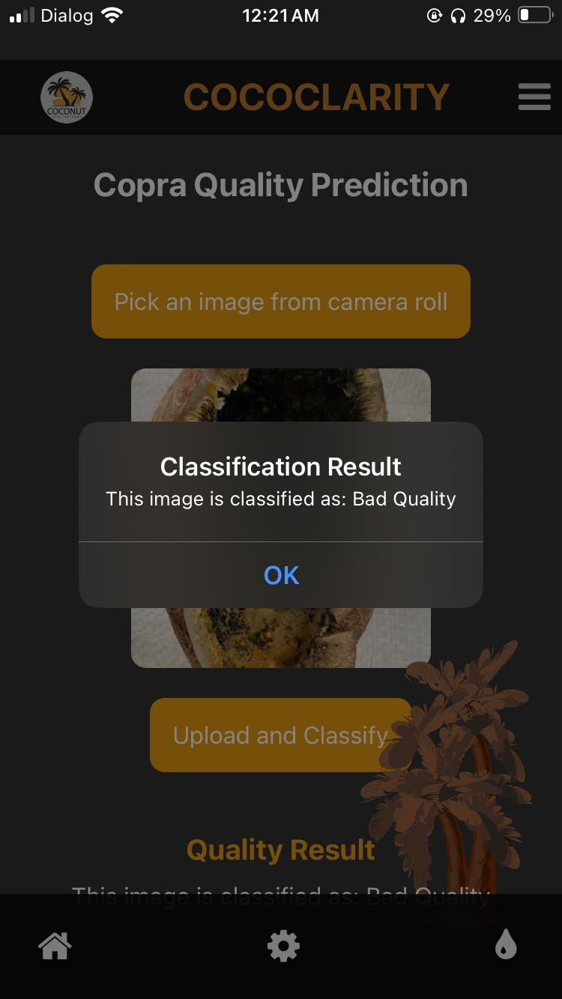 Dialog 12:21 AM 29%
COCONUT
COCOCLARITY
Copra Quality Prediction
Pick an image from camera roll
Classification Result
This image is classified as: Bad Quality
OK
Upload and Classify
Quality Result
This image is classified as: Bad Quality